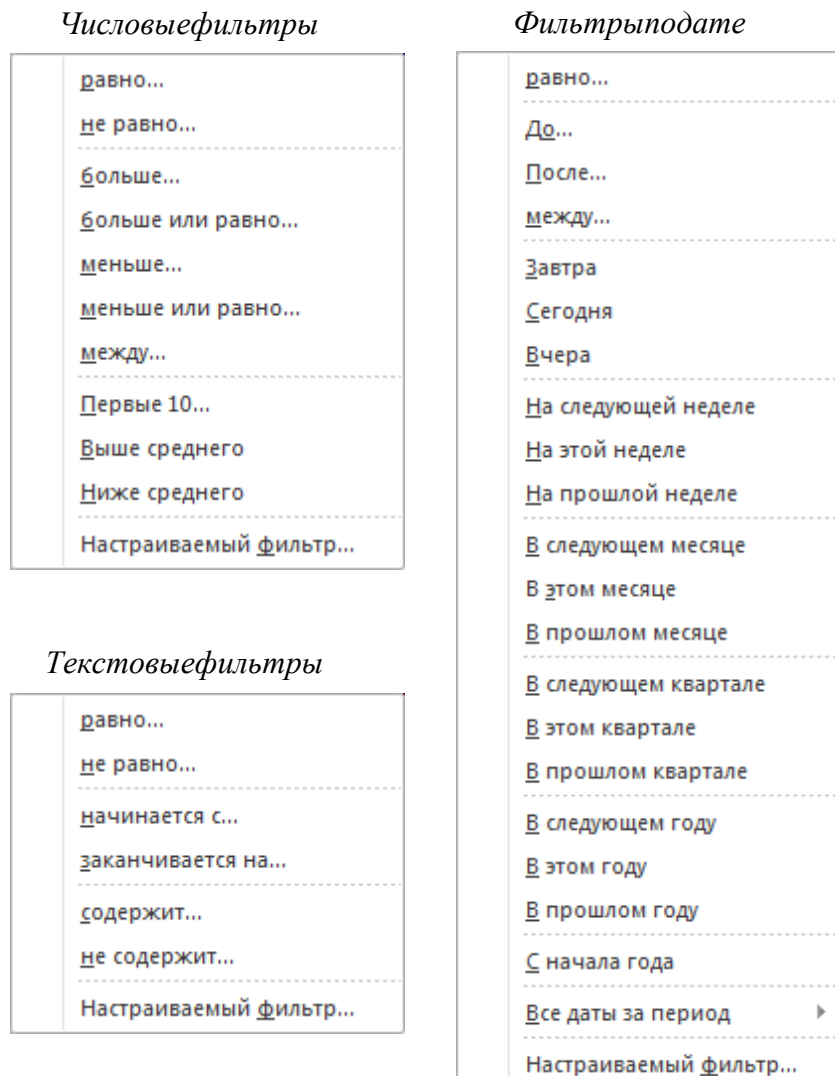 Числовыефильтры
равно...
не равно...
больше...
больше или равно...
меньше...
меньше или равно...
между...
Первые 10...
Выше среднего
Ниже среднего
Настраиваемый фильтр...
Текстовыефильтры
равно...
не равно...
начинается с...
заканчивается на...
содержит...
не содержит...
Настраиваемый фильтр...
Фильтрыподате
равно...
До...
После...
между...
Завтра
Сегодня
Вчера
На следующей неделе
На этой неделе
На прошлой неделе
В следующем месяце
В этом месяце
В прошлом месяце
В следующем квартале
В этом квартале
В прошлом квартале
В следующем году
В этом году
В прошлом году
С начала года
Все даты за период
Настраиваемый фильтр...